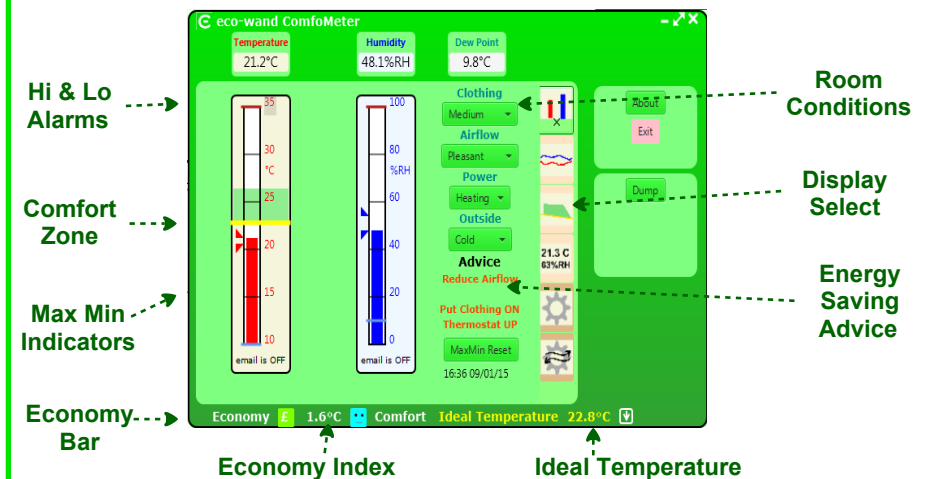 eco-wand ComfoMeter
Temperature
21.2°C
Humidity
48.1%RH
Dew Point
9.8°C
Hi & Lo
Alarms
Comfort
Zone
Max Min
Indicators
Economy
Bar
35
30
°C
25
20
15
10
email is OFF
100
80
%RH
60
40
20
0
email is OFF
Clothing
Medium
Airflow
Pleasant
Power
Heating
Outside
Cold
Advice
Reduce Airflow
Put Clothing ON
Thermostat UP
MaxMin Reset
16:36 09/01/15
X
21.3 C
63%RH
About
Exit
Dump
Room
Conditions
Display
Select
Energy
Saving
Advice
Economy £ 1.6°C Comfort Ideal Temperature 22.8°C
Economy Index
Ideal Temperature